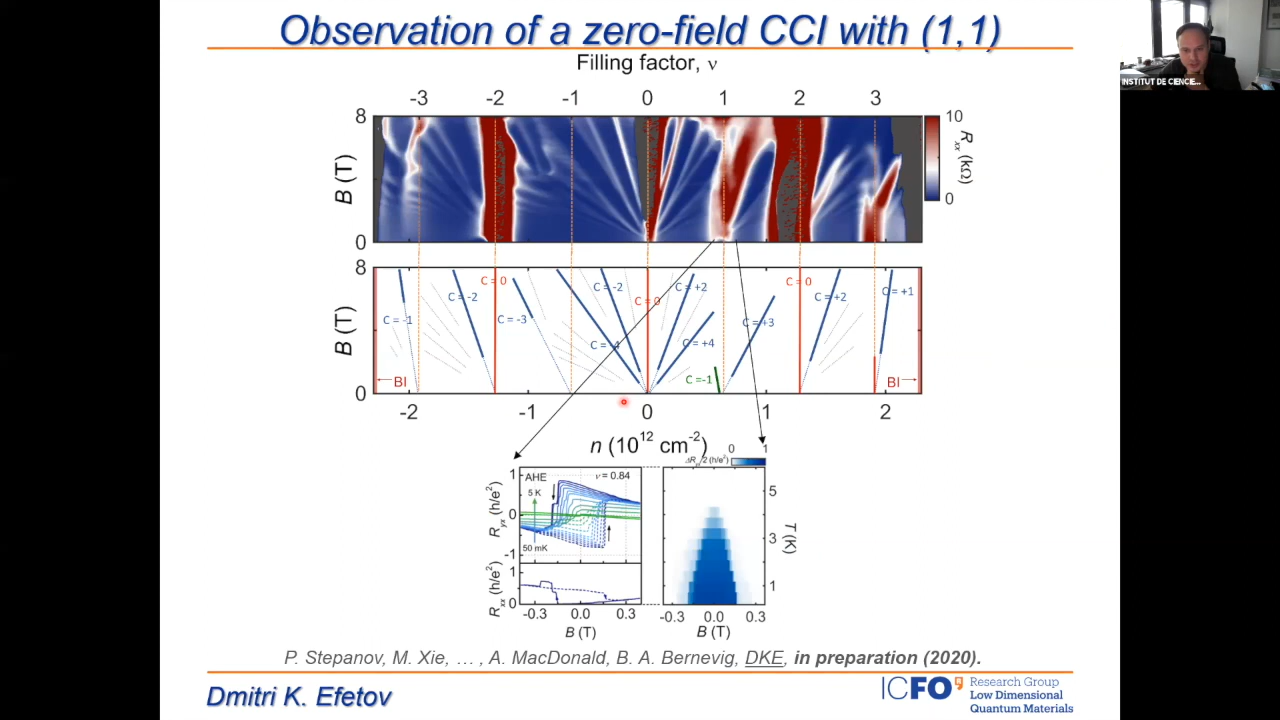 Observation of a zero-field CCI with (1,1)
INSTITUT DE CIENCIE...
Filling factor, ν
-3 -2 -1 0 1 2 3
8
B (T)
0
10
Rxx (kΩ)
0
8
B (T)
0
C = -1
C = -2
C = 0
C = -3
C = -2
C = -4
C = 0
C = +2
C = +4
C = -1
C = +3
C = 0
C = +2
C = +1
BI
BI
-2 -1 0 1 2
n (10¹² cm⁻²)
AHE
ν = 0.84
5 K
50 mK
1
0
-1
Ryx (h/e²)
1
0
Rxx (h/e²)
-0.3 0.0 0.3
B (T)
0 1
5
3
1
T (K)
-0.3 0.0 0.3
B (T)
P. Stepanov, M. Xie, … , A. MacDonald, B. A. Bernevig, DKE, in preparation (2020).
Dmitri K. Efetov
ICFO
Research Group
Low Dimensional
Quantum Materials